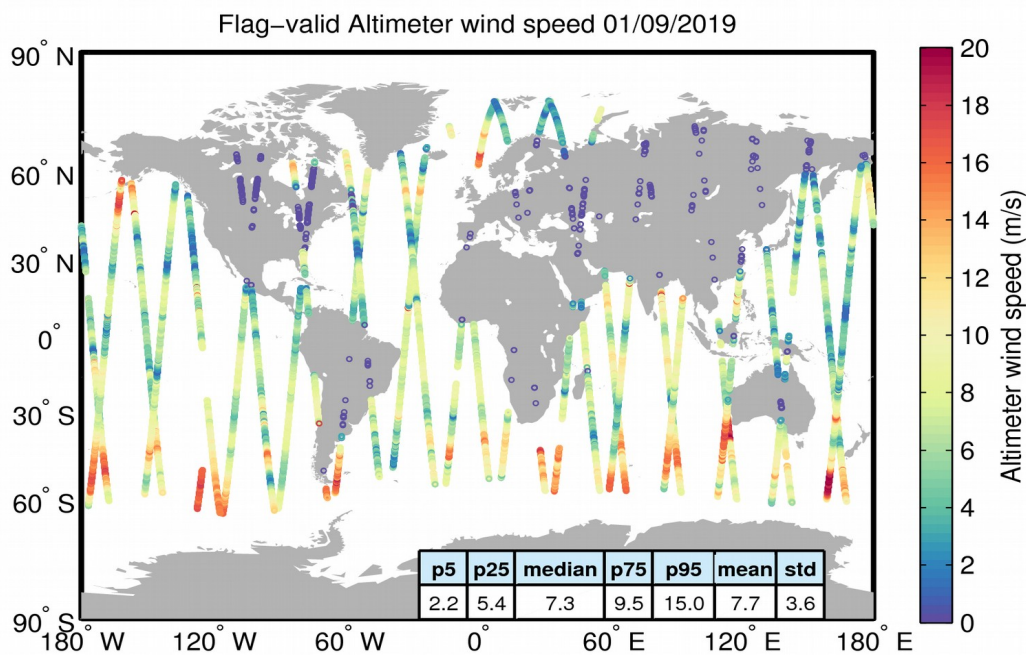 Flag−valid Altimeter wind speed 01/09/2019
90° N
60° N
30° N
0°
30° S
60° S
90° S
180° W
120° W
60° W
0°
60° E
120° E
180° E
p5 p25 median p75 p95 mean std
2.2 5.4 7.3 9.5 15.0 7.7 3.6
20
18
16
14
12
10
8
6
4
2
0
Altimeter wind speed (m/s)